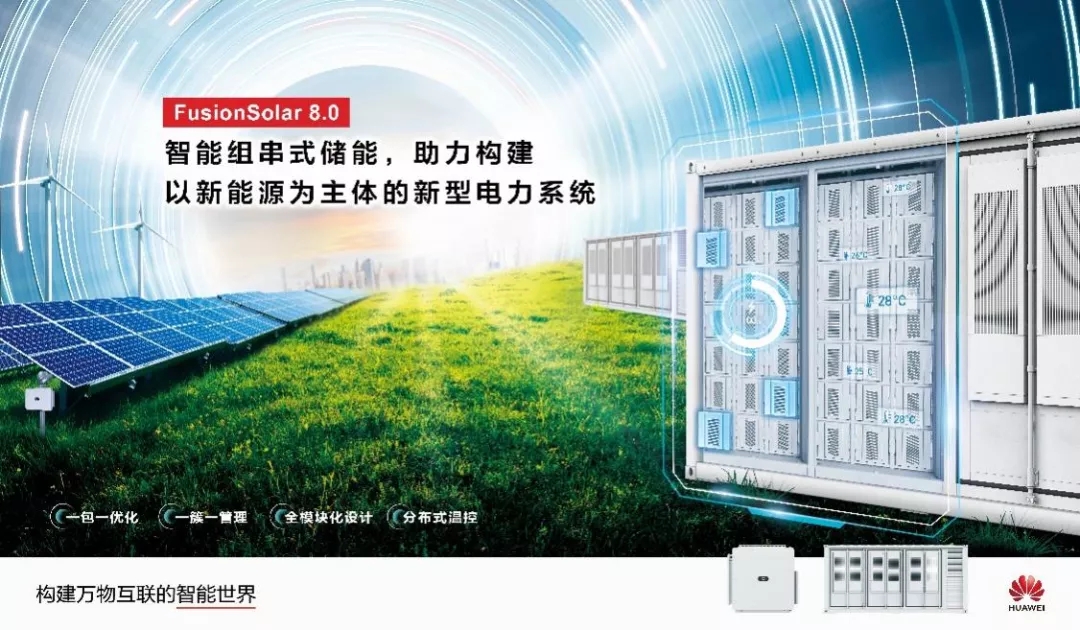 FusionSolar 8.0
智能组串式储能，助力构建
以新能源为主体的新型电力系统
28°C
28°C
28°C
一包一优化 一簇一管理 全模块化设计 分布式温控
构建万物互联的智能世界
HUAWEI